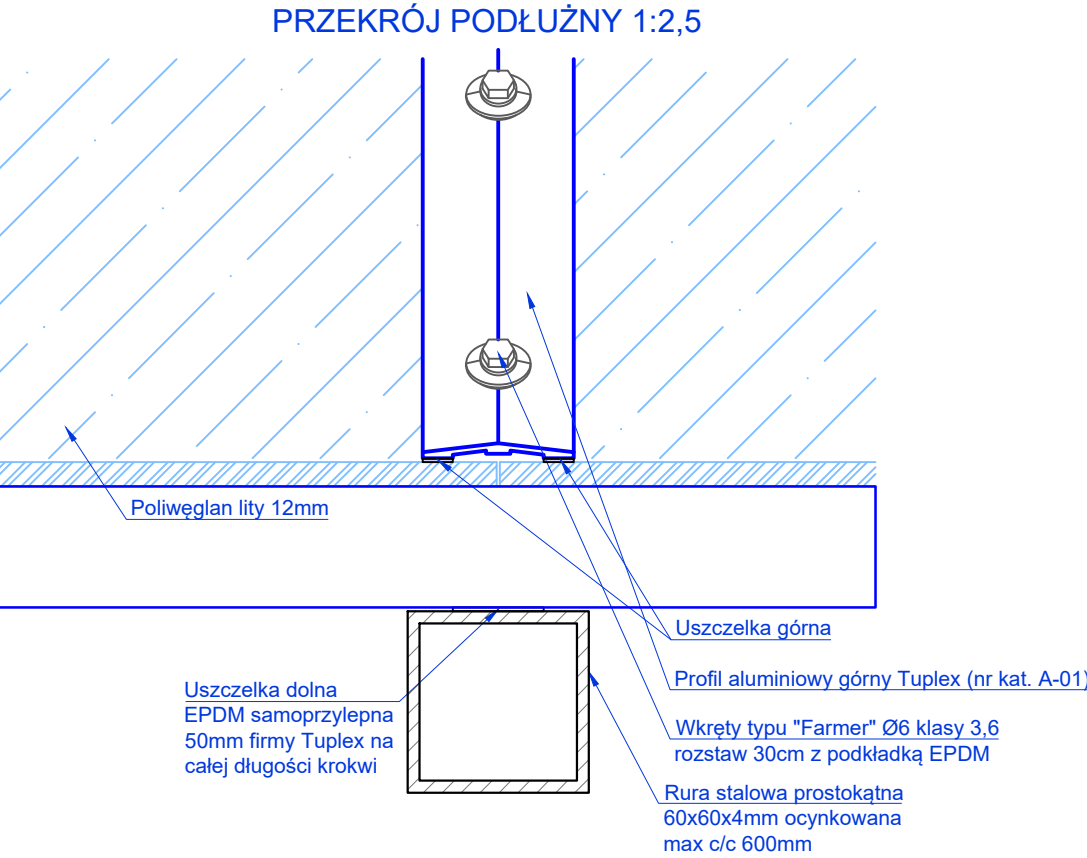 PRZEKRÓJ PODŁUŻNY 1:2,5
Poliwęglan lity 12mm
Uszczelka górna
Profil aluminiowy górny Tuplex (nr kat. A-01)
Uszczelka dolna
EPDM samoprzylepna
50mm firmy Tuplex na
całej długości krokwi
Wkręty typu "Farmer" Ø6 klasy 3,6
rozstaw 30cm z podkładką EPDM
Rura stalowa prostokątna
60x60x4mm ocynkowana
max c/c 600mm